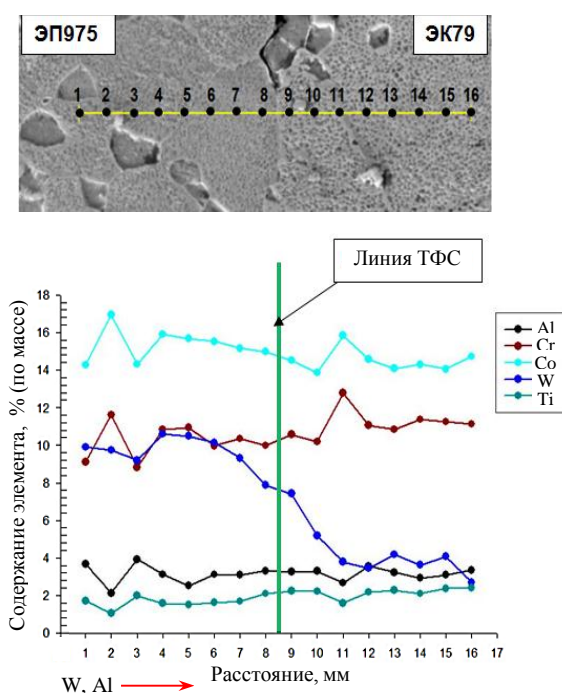 ЭП975
ЭК79
1 2 3 4 5 6 7 8 9 10 11 12 13 14 15 16
Линия ТФС
Содержание элемента, % (по массе)
18
16
14
12
10
8
6
4
2
0
Al
Cr
Co
W
Ti
1 2 3 4 5 6 7 8 9 10 11 12 13 14 15 16 17
Расстояние, мм
W, Al